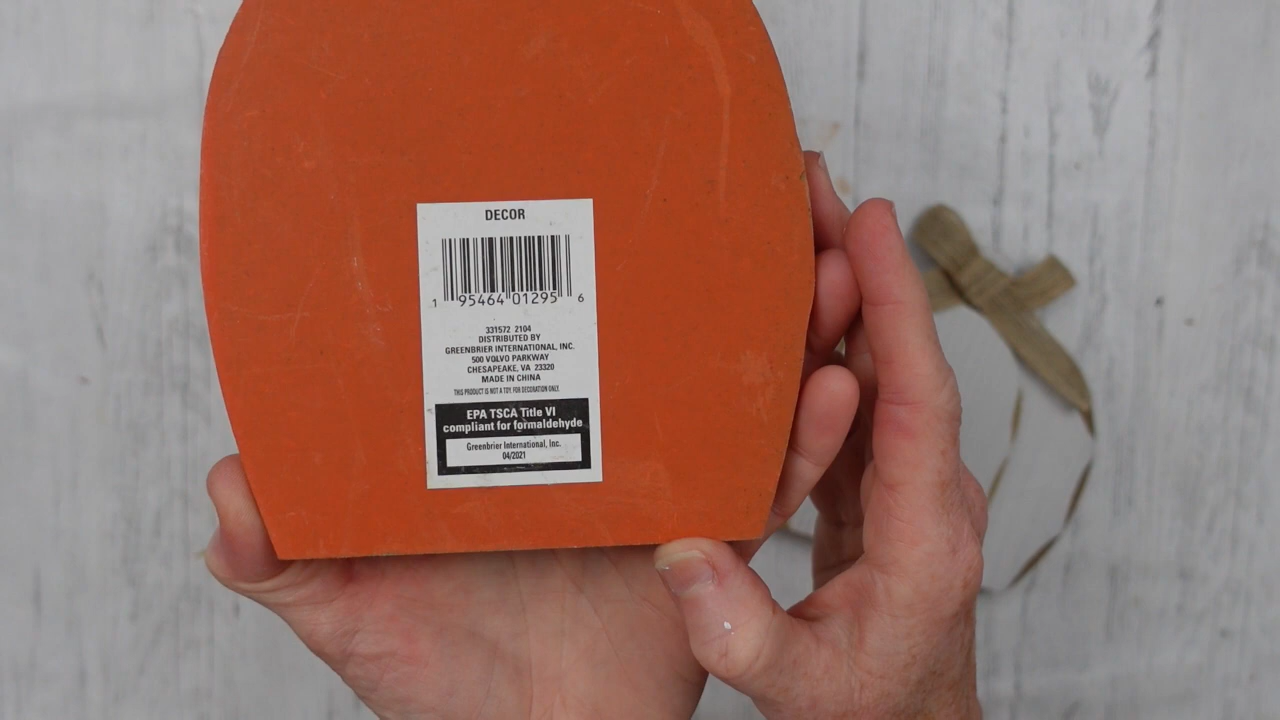 DECOR
1 95464 01295 6
331572 2104
DISTRIBUTED BY
GREENBRIER INTERNATIONAL, INC.
500 VOLVO PARKWAY
CHESAPEAKE, VA 23320
MADE IN CHINA
THIS PRODUCT IS NOT A TOY. FOR DECORATION ONLY.
EPA TSCA Title VI
compliant for formaldehyde
Greenbrier International, Inc.
04/2021